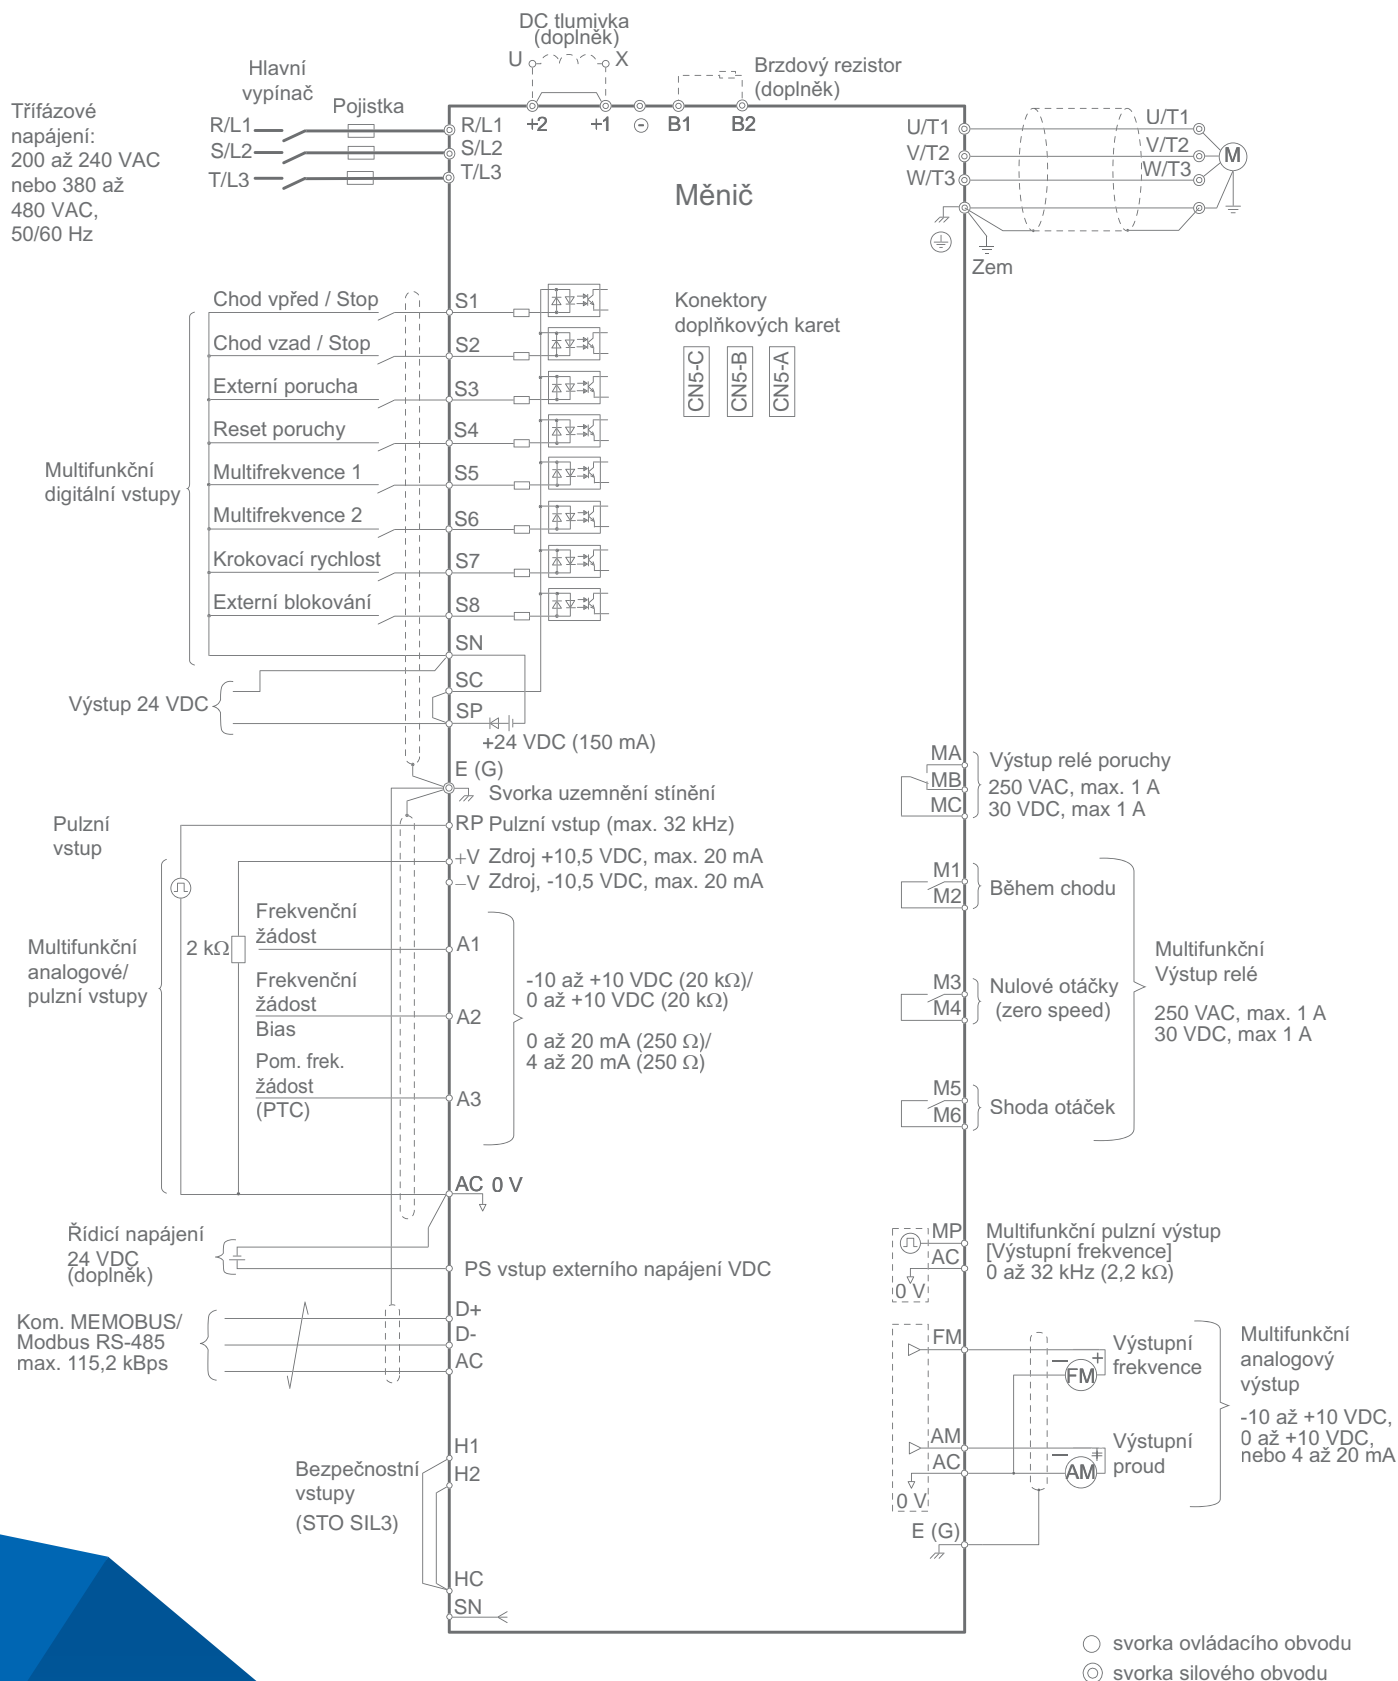 DC tlumivka
(doplněk)
U X
Brzdový rezistor
(doplněk)
Hlavní
vypínač
Pojistka
Třífázové
napájení:
200 až 240 VAC
nebo 380 až
480 VAC,
50/60 Hz
R/L1
S/L2
T/L3
R/L1
S/L2
T/L3
+2 +1 − B1 B2
Měnič
U/T1
V/T2
W/T3
U/T1
V/T2
W/T3
M
Zem
Konektory
doplňkových karet
CN5-C
CN5-B
CN5-A
Multifunkční
digitální vstupy
Chod vpřed / Stop S1
Chod vzad / Stop S2
Externí porucha S3
Reset poruchy S4
Multifrekvence 1 S5
Multifrekvence 2 S6
Krokovací rychlost S7
Externí blokování S8
SN
SC
SP
Výstup 24 VDC
+24 VDC (150 mA)
E (G)
Svorka uzemnění stínění
Pulzní
vstup
RP Pulzní vstup (max. 32 kHz)
+V Zdroj +10,5 VDC, max. 20 mA
–V Zdroj, -10,5 VDC, max. 20 mA
Multifunkční
analogové/
pulzní vstupy
2 kΩ
Frekvenční
žádost
A1
Frekvenční
žádost
Bias
A2
Pom. frek.
žádost
(PTC)
A3
-10 až +10 VDC (20 kΩ)/
0 až +10 VDC (20 kΩ)
0 až 20 mA (250 Ω)/
4 až 20 mA (250 Ω)
AC 0 V
Řídicí napájení
24 VDC
(doplněk)
PS vstup externího napájení VDC
Kom. MEMOBUS/
Modbus RS-485
max. 115,2 kBps
D+
D-
AC
Bezpečnostní
vstupy
(STO SIL3)
H1
H2
HC
SN
MA
MB
MC
Výstup relé poruchy
250 VAC, max. 1 A
30 VDC, max 1 A
M1
M2
Během chodu
M3
M4
Nulové otáčky
(zero speed)
M5
M6
Shoda otáček
Multifunkční
Výstup relé
250 VAC, max. 1 A
30 VDC, max 1 A
MP
AC
0 V
Multifunkční pulzní výstup
[Výstupní frekvence]
0 až 32 kHz (2,2 kΩ)
FM
− +
FM
Výstupní
frekvence
AM
AC
0 V
− +
AM
Výstupní
proud
E (G)
Multifunkční
analogový
výstup
-10 až +10 VDC,
0 až +10 VDC,
nebo 4 až 20 mA
svorka ovládacího obvodu
svorka silového obvodu